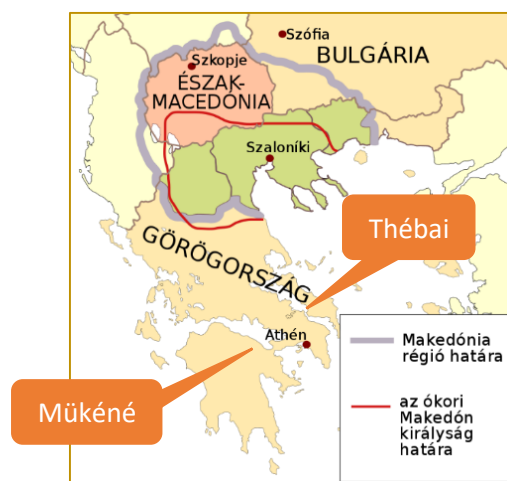 Szófia
BULGÁRIA
Szkopje
ÉSZAK-
MACEDÓNIA
Szaloníki
Thébai
GÖRÖGORSZÁG
Athén
Mükéné
Makedónia
régió határa
az ókori
Makedón
királyság
határa